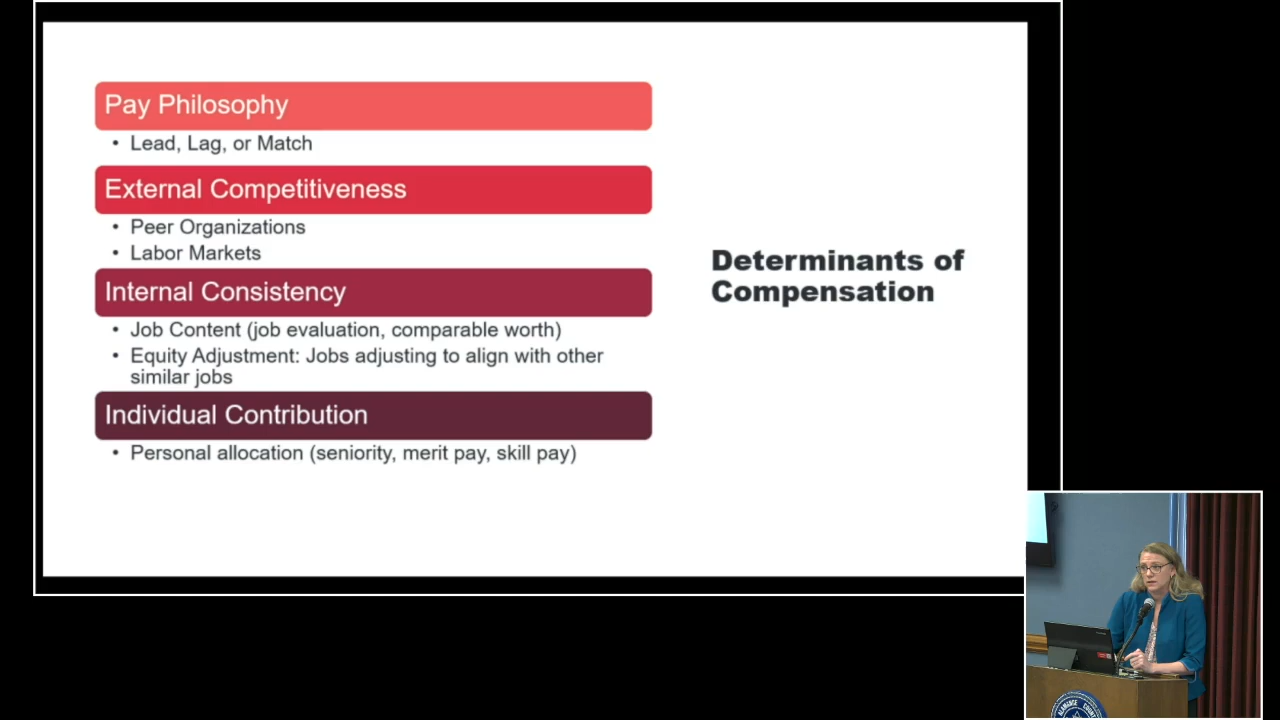 Pay Philosophy
• Lead, Lag, or Match
External Competitiveness
• Peer Organizations
• Labor Markets
Internal Consistency
• Job Content (job evaluation, comparable worth)
• Equity Adjustment: Jobs adjusting to align with other
similar jobs
Individual Contribution
• Personal allocation (seniority, merit pay, skill pay)
Determinants of
Compensation
ALAMANCE COUNTY